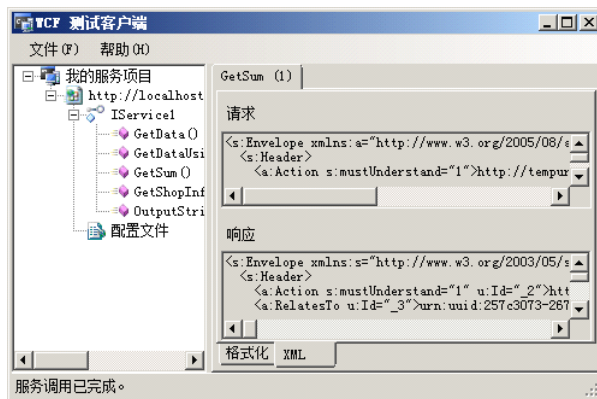 WCF 测试客户端
文件(F) 帮助(H)
我的服务项目
http://localhost
IService1
GetData()
GetDataUsi
GetSum()
GetShopInf
OutputStri
配置文件
GetSum (1)
请求
<s:Envelope xmlns:a="http://www.w3.org/2005/08/a
<s:Header>
<a:Action s:mustUnderstand="1">http://tempur
响应
<s:Envelope xmlns:s="http://www.w3.org/2003/05/s
<s:Header>
<a:Action s:mustUnderstand="1" u:Id="_2">htt
<a:RelatesTo u:Id="_3">urn:uuid:257c3073-267
格式化 XML
服务调用已完成。